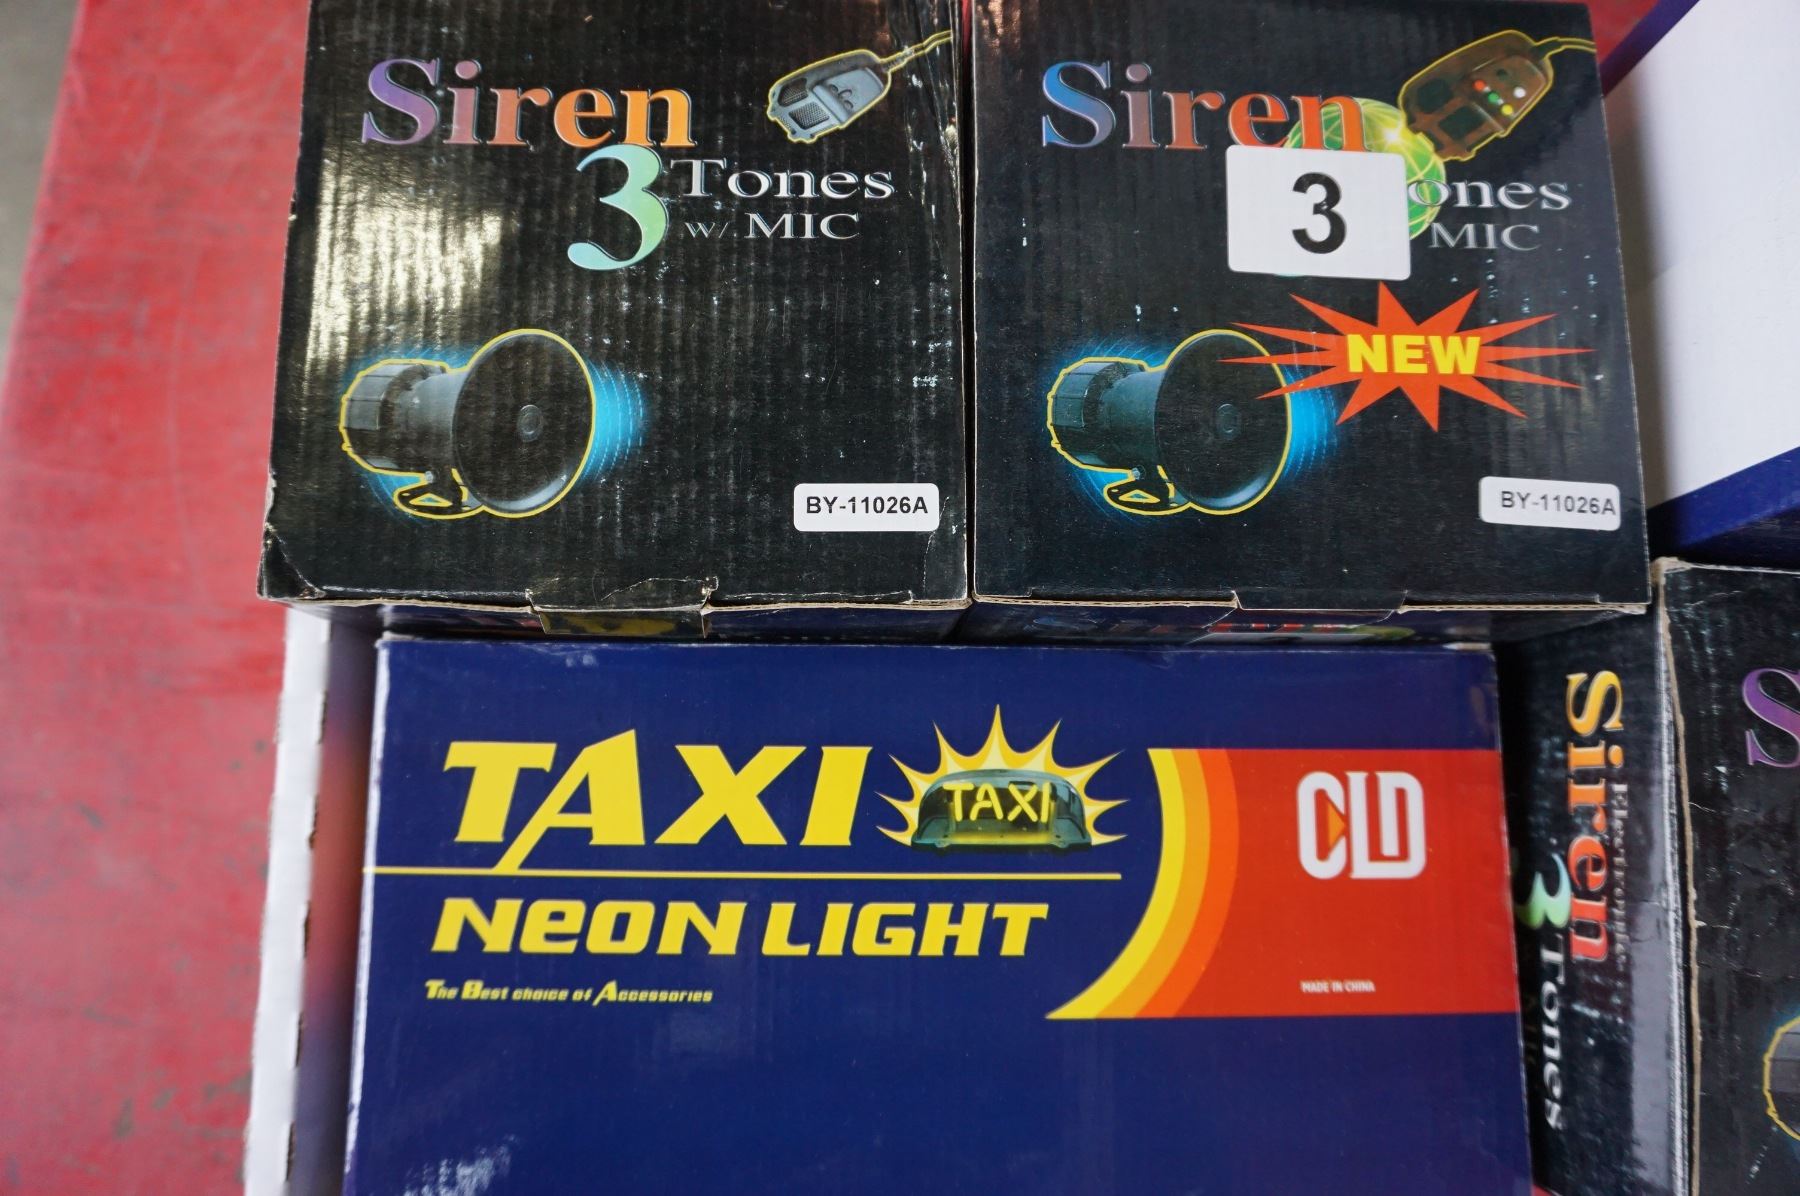 Siren
3 Tones
w/ MIC
BY-11026A
Siren
3
ones
MIC
NEW
BY-11026A
TAXI
TAXI
NEON LIGHT
The Best choice of Accessories
CLD
MADE IN CHINA
Electronic
Siren
3 Tones
S